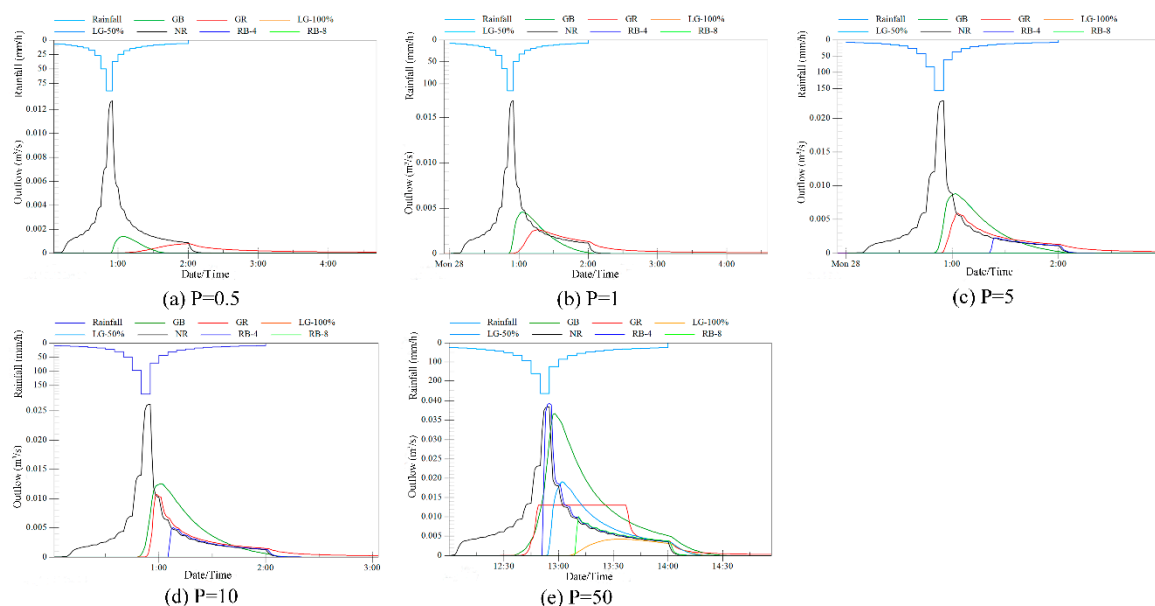 Rainfall GB GR LG-100%
LG-50% NR RB-4 RB-8
0
25
50
75
Rainfall (mm/h)
0.012
0.010
0.008
0.006
0.004
0.002
0
Outflow (m³/s)
1:00 2:00 3:00 4:00
Date/Time
(a) P=0.5
Rainfall GB GR LG-100%
LG-50% NR RB-4 RB-8
0
50
100
Rainfall (mm/h)
0.015
0.010
0.005
0
Outflow (m³/s)
Mon 28 1:00 2:00 3:00 4:00
Date/Time
(b) P=1
Rainfall GB GR LG-100%
LG-50% NR RB-4 RB-8
0
50
100
150
Rainfall (mm/h)
0.020
0.015
0.010
0.005
0
Outflow (m³/s)
Mon 28 1:00 2:00
Date/Time
(c) P=5
Rainfall GB GR LG-100%
LG-50% NR RB-4 RB-8
0
50
100
150
Rainfall mm/h)
0.025
0.020
0.015
0.010
0.005
0
Outflow (m³/s)
1:00 2:00 3:00
Date/Time
(d) P=10
Rainfall GB GR LG-100%
LG-50% NR RB-4 RB-8
0
100
200
Rainfall (mm/h)
0.040
0.035
0.030
0.025
0.020
0.015
0.010
0.005
0
Outflow (m³/s)
12:30 13:00 13:30 14:00 14:30
Date/Time
(e) P=50